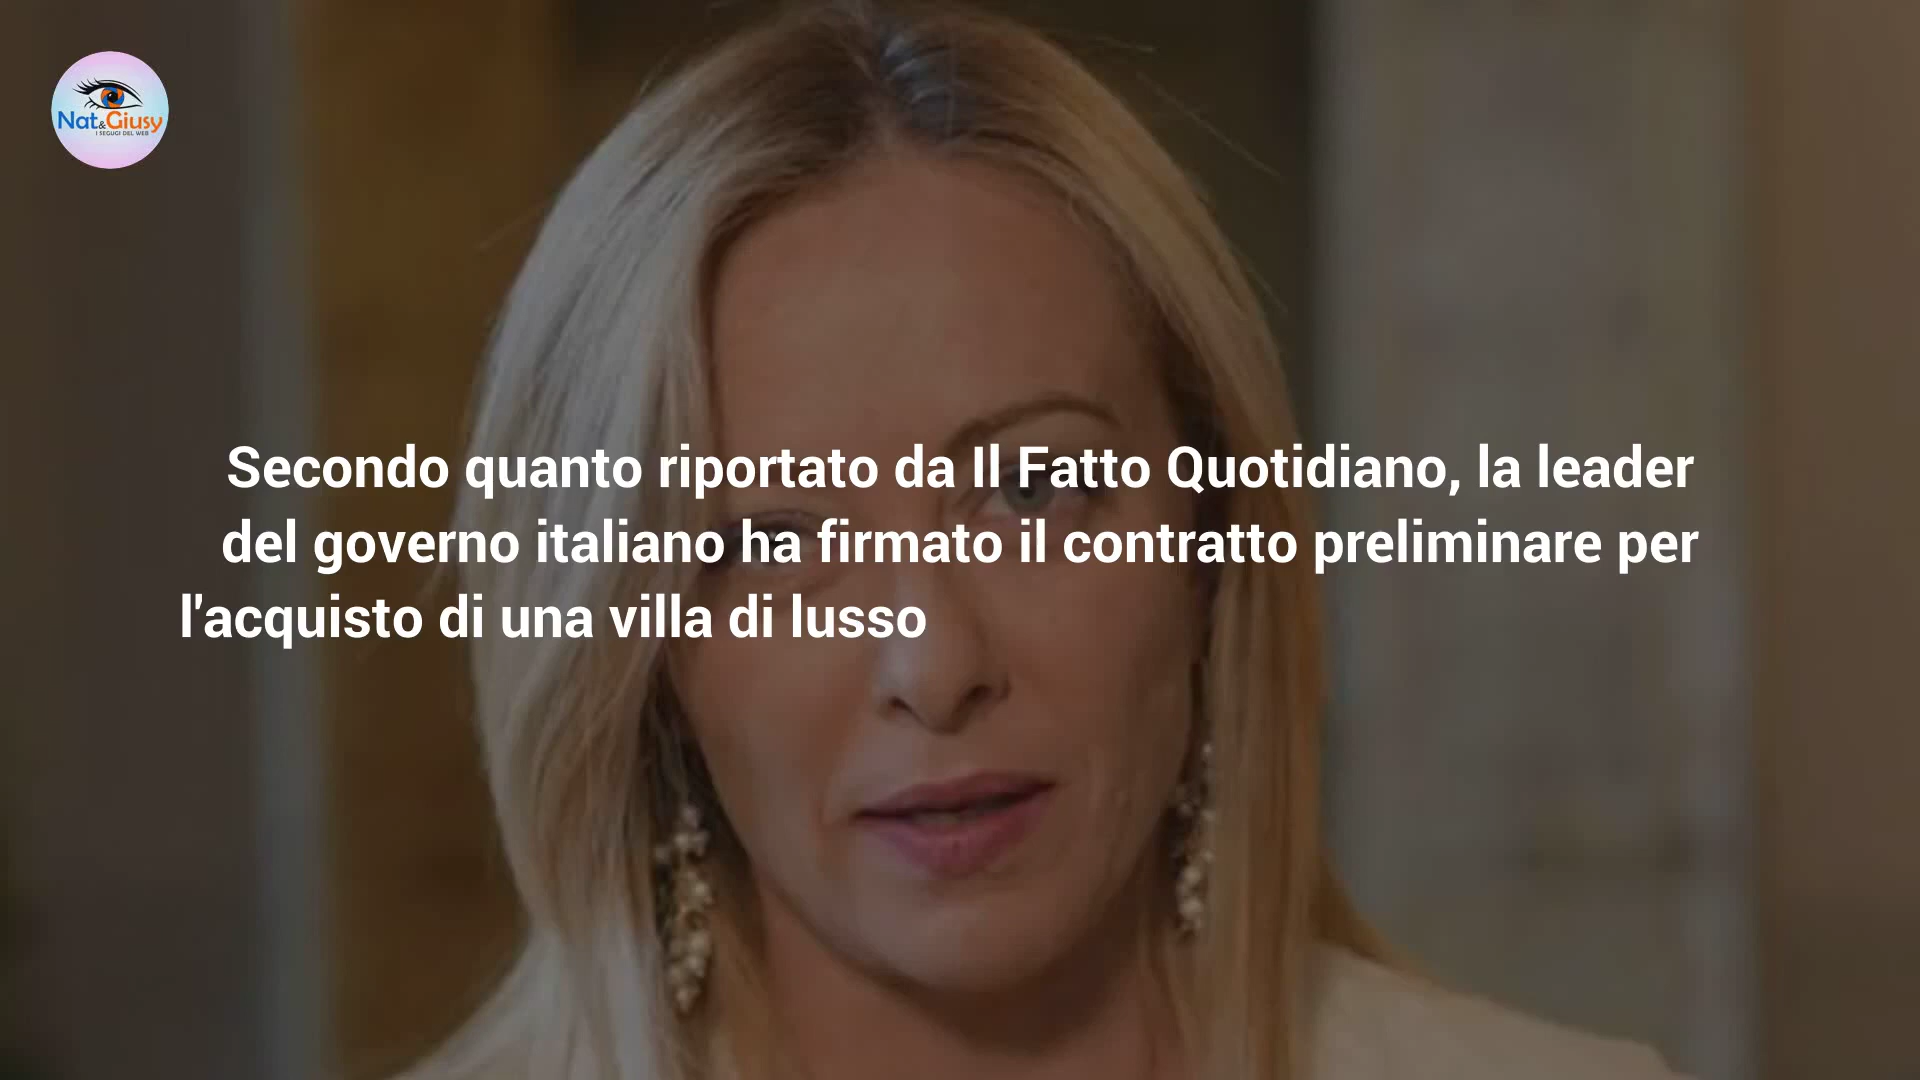 Nat&Giusy
I SEGUGI DEL WEB
Secondo quanto riportato da Il Fatto Quotidiano, la leader
del governo italiano ha firmato il contratto preliminare per
l'acquisto di una villa di lusso